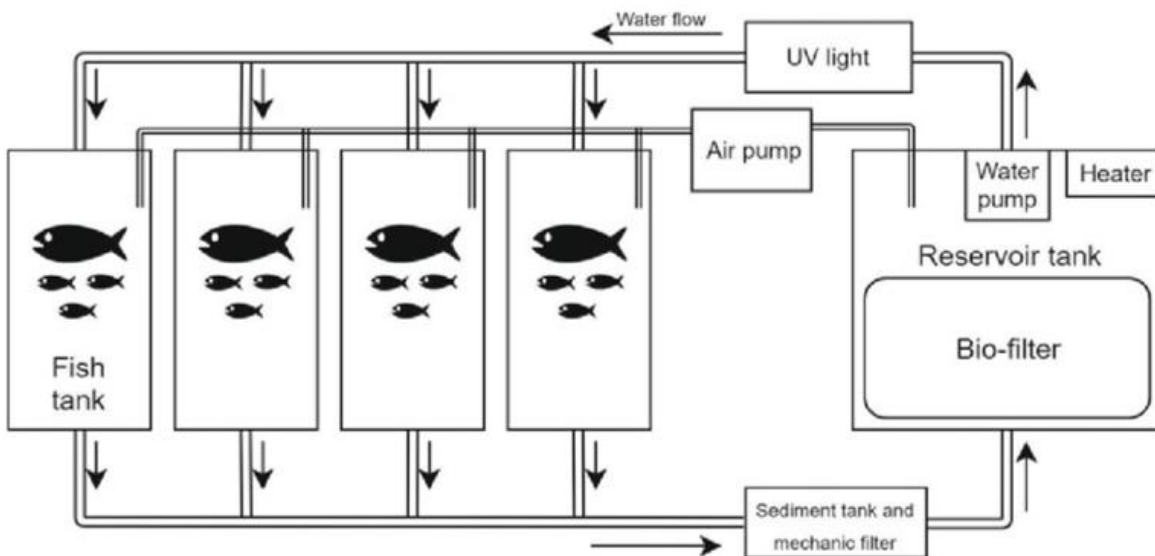 Water flow
UV light
Air pump
Water
pump
Heater
Reservoir tank
Bio-filter
Fish
tank
Sediment tank and
mechanic filter